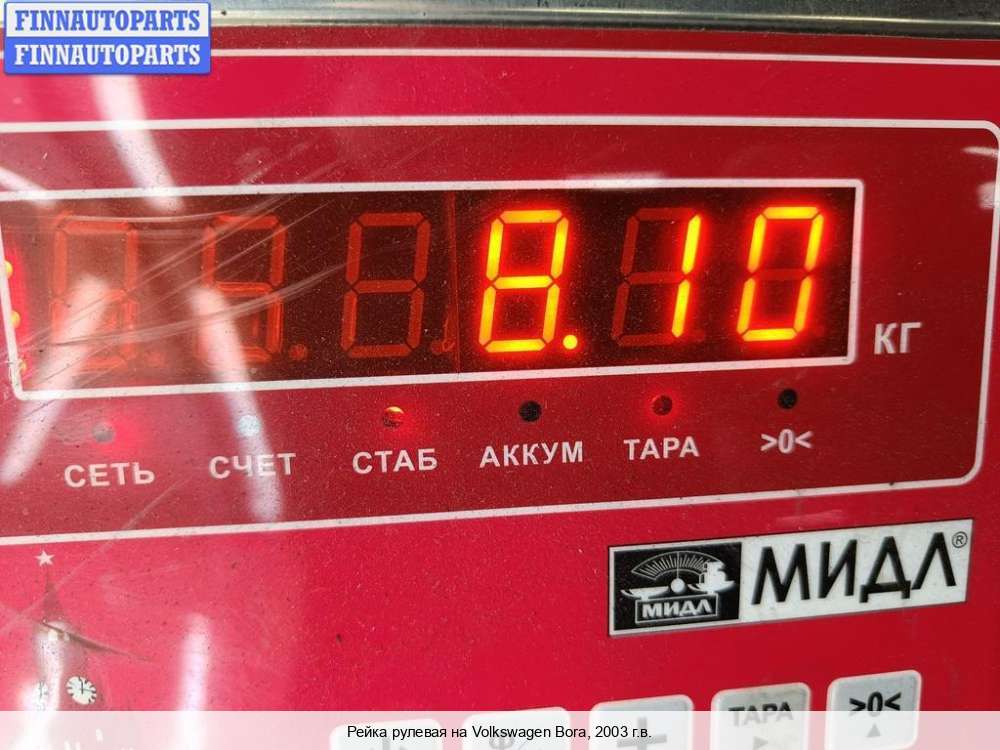 FINNAUTOPARTS
FINNAUTOPARTS
8.10
КГ
СЕТЬ СЧЕТ СТАБ АККУМ ТАРА >0<
МИДЛ МИДЛ®
ТАРА >0<
Рейка рулевая на Volkswagen Bora, 2003 г.в.